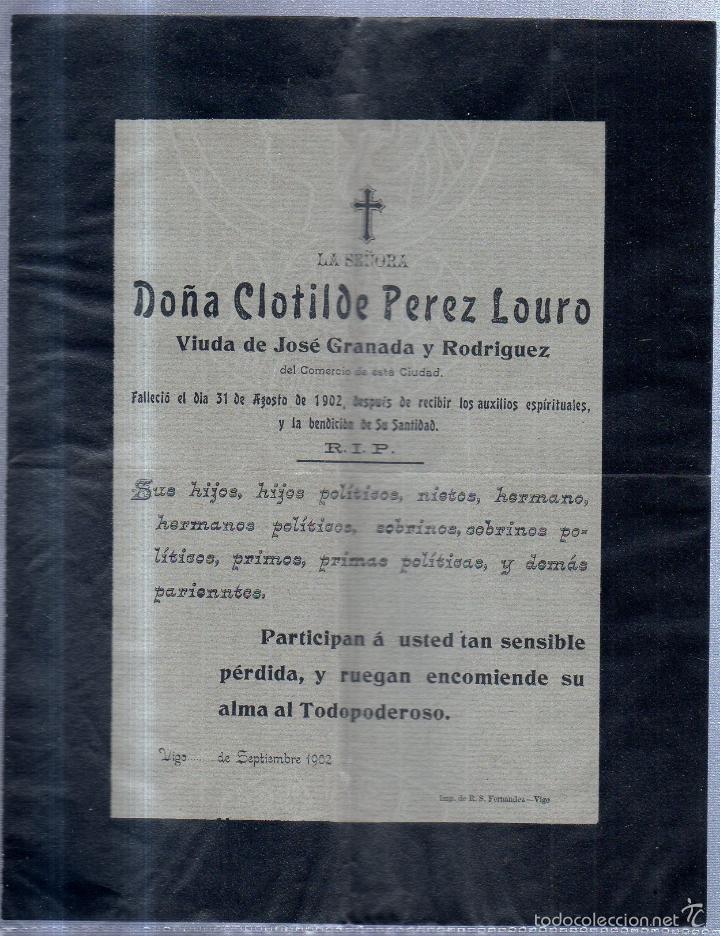 LA SEÑORA
Doña Clotilde Perez Louro
Viuda de José Granada y Rodriguez
del Comercio de esta Ciudad.
Falleció el dia 31 de Agosto de 1902, después de recibir los auxilios espírituales,
y la bendición de Su Santidad.
R. I. P.
Sus hijos, hijos políticos, nietos, hermano,
hermanos políticos, sobrinos, sobrinos po-
líticos, primos, primas políticas, y demás
parienntes.
Participan á usted tan sensible
pérdida, y ruegan encomiende su
alma al Todopoderoso.
Vigo..... de Septiembre 1902
Imp. de R. S. Fernandez—Vigo
todocoleccion.net